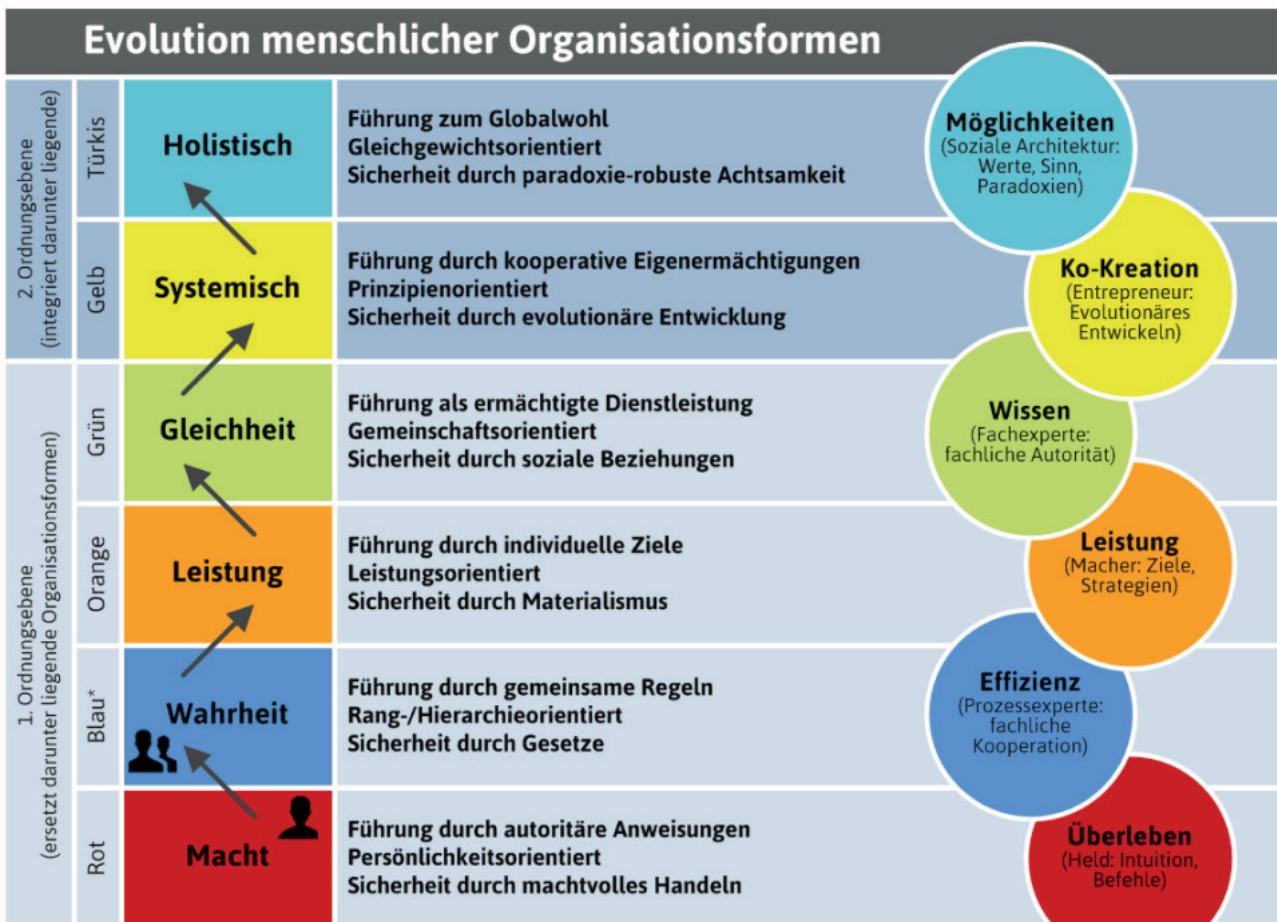 Evolution menschlicher Organisationsformen
2. Ordnungsebene
(integriert darunter liegende)
Türkis
Holistisch
Führung zum Globalwohl
Gleichgewichtsorientiert
Sicherheit durch paradoxie-robuste Achtsamkeit
Möglichkeiten
(Soziale Architektur:
Werte, Sinn,
Paradoxien)
Gelb
Systemisch
Führung durch kooperative Eigenermächtigungen
Prinzipienorientiert
Sicherheit durch evolutionäre Entwicklung
Ko-Kreation
(Entrepreneur:
Evolutionäres
Entwickeln)
1. Ordnungsebene
(ersetzt darunter liegende Organisationsformen)
Grün
Gleichheit
Führung als ermächtigte Dienstleistung
Gemeinschaftsorientiert
Sicherheit durch soziale Beziehungen
Wissen
(Fachexperte:
fachliche Autorität)
Orange
Leistung
Führung durch individuelle Ziele
Leistungsorientiert
Sicherheit durch Materialismus
Leistung
(Macher: Ziele,
Strategien)
Blau*
Wahrheit
Führung durch gemeinsame Regeln
Rang-/Hierarchieorientiert
Sicherheit durch Gesetze
Effizienz
(Prozessexperte:
fachliche
Kooperation)
Rot
Macht
Führung durch autoritäre Anweisungen
Persönlichkeitsorientiert
Sicherheit durch machtvolles Handeln
Überleben
(Held: Intuition,
Befehle)